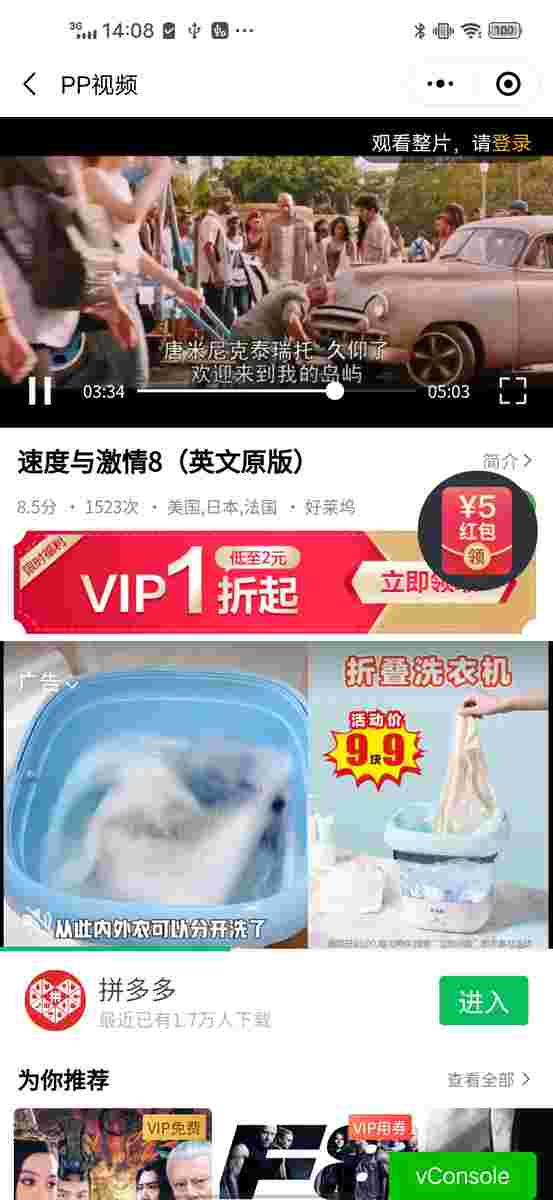 3G 14:08
100
PP视频
观看整片，请登录
唐米尼克泰瑞托 久仰了
欢迎来到我的岛屿
03:34
05:03
速度与激情8（英文原版）
简介
8.5分 · 1523次 · 美国,日本,法国 · 好莱坞
¥5
红包
领
限时福利
VIP1折起
低至2元
立即领
广告
折叠洗衣机
活动价
9块9
从此内外衣可以分开洗了
拼多多
最近已有1.7万人下载
进入
为你推荐
查看全部
VIP免费
F8
VIP用券
vConsole